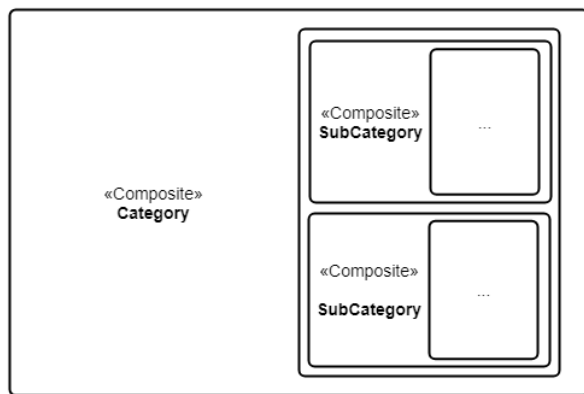 «Composite»
Category
«Composite»
SubCategory
...
«Composite»
SubCategory
...